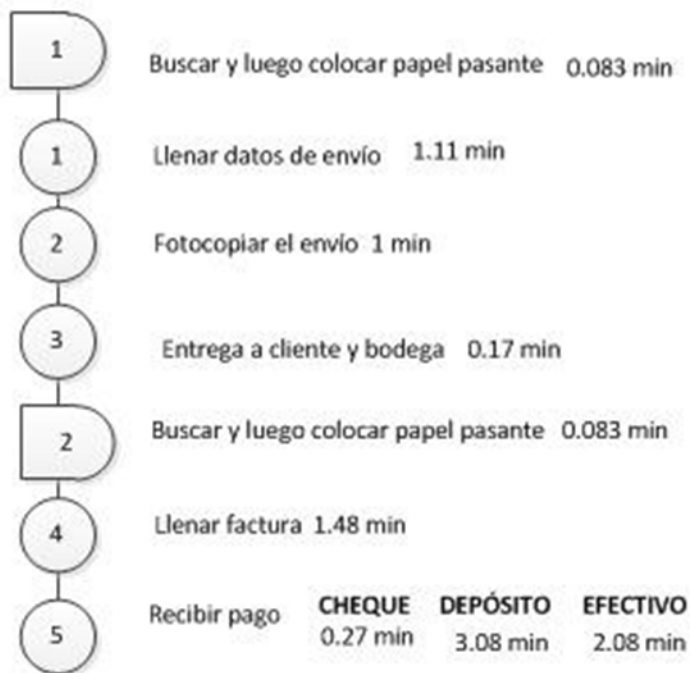 1 Buscar y luego colocar papel pasante 0.083 min
1 Llenar datos de envío 1.11 min
2 Fotocopiar el envío 1 min
3 Entrega a cliente y bodega 0.17 min
2 Buscar y luego colocar papel pasante 0.083 min
4 Llenar factura 1.48 min
5 Recibir pago CHEQUE DEPÓSITO EFECTIVO
0.27 min 3.08 min 2.08 min